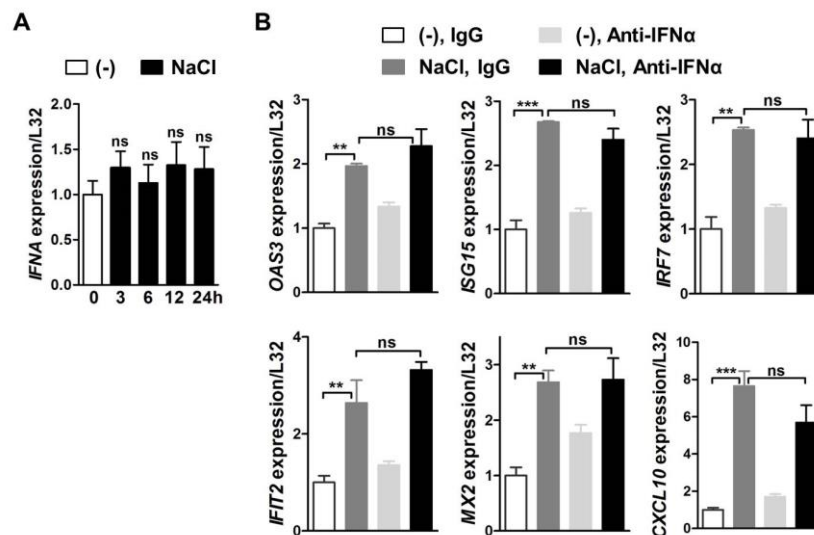 A
(-) NaCl
IFNA expression/L32
1.5
1.0
0.5
0.0
ns ns ns ns
0 3 6 12 24h
B
(-), IgG (-), Anti-IFNα
NaCl, IgG NaCl, Anti-IFNα
OAS3 expression/L32
3
2
1
0
** ns
ISG15 expression/L32
3
2
1
0
*** ns
IRF7 expression/L32
3
2
1
0
** ns
IFIT2 expression/L32
4
3
2
1
0
** ns
MX2 expression/L32
3
2
1
0
** ns
CXCL10 expression/L32
10
8
6
4
2
0
*** ns